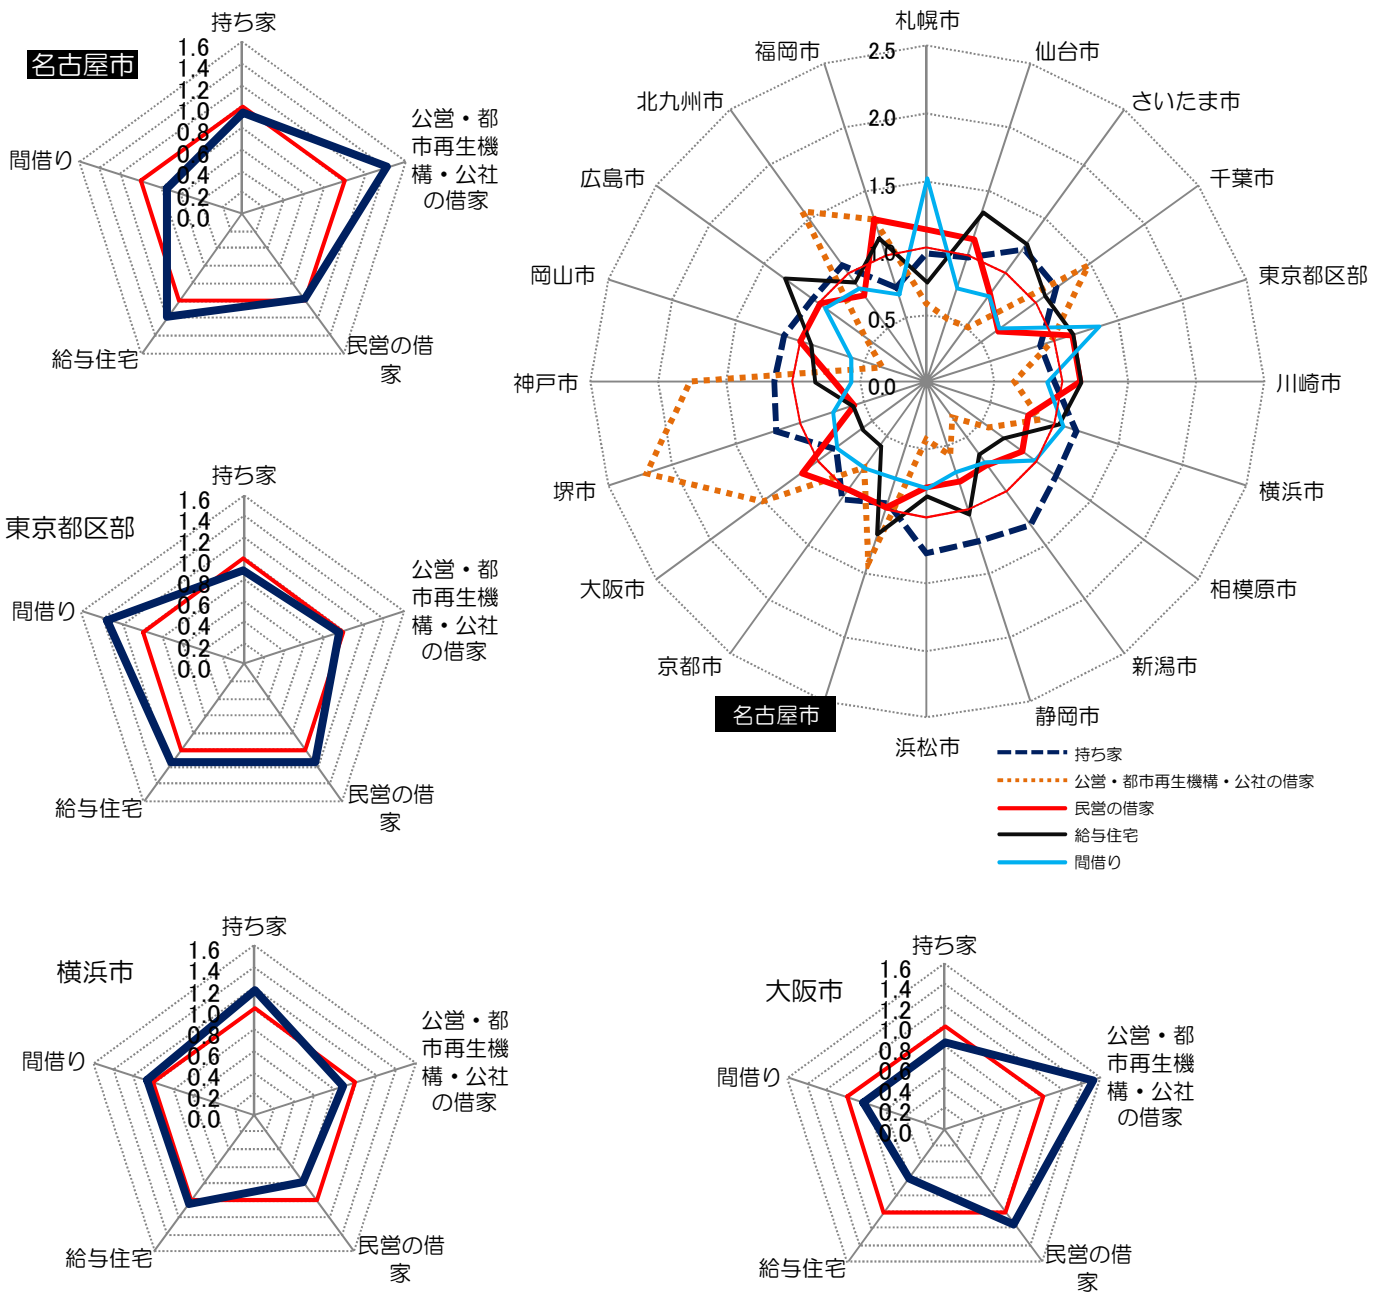 名古屋市
持ち家
1.6
1.4
1.2
1.0
0.8
0.6
0.4
0.2
0.0
間借り
公営・都
市再生機
構・公社
の借家
給与住宅
民営の借
家
札幌市
仙台市
さいたま市
千葉市
東京都区部
川崎市
横浜市
相模原市
新潟市
静岡市
浜松市
名古屋市
京都市
大阪市
堺市
神戸市
岡山市
広島市
北九州市
福岡市
2.5
2.0
1.5
1.0
0.5
0.0
持ち家
公営・都市再生機構・公社の借家
民営の借家
給与住宅
間借り
東京都区部
持ち家
1.6
1.4
1.2
1.0
0.8
0.6
0.4
0.2
0.0
間借り
公営・都
市再生機
構・公社
の借家
給与住宅
民営の借
家
横浜市
持ち家
1.6
1.4
1.2
1.0
0.8
0.6
0.4
0.2
0.0
間借り
公営・都
市再生機
構・公社
の借家
給与住宅
民営の借
家
大阪市
持ち家
1.6
1.4
1.2
1.0
0.8
0.6
0.4
0.2
0.0
間借り
公営・都
市再生機
構・公社
の借家
給与住宅
民営の借
家